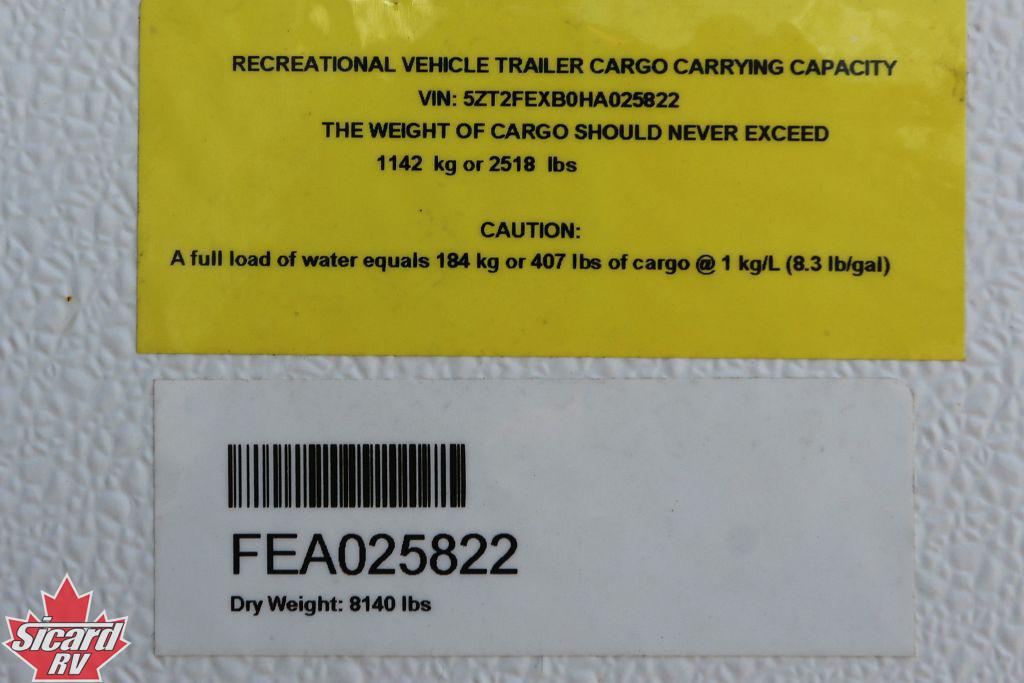 RECREATIONAL VEHICLE TRAILER CARGO CARRYING CAPACITY
VIN: 5ZT2FEXB0HA025822
THE WEIGHT OF CARGO SHOULD NEVER EXCEED
1142 kg or 2518 lbs
CAUTION:
A full load of water equals 184 kg or 407 lbs of cargo @ 1 kg/L (8.3 lb/gal)
FEA025822
Dry Weight: 8140 lbs
Sicard
RV